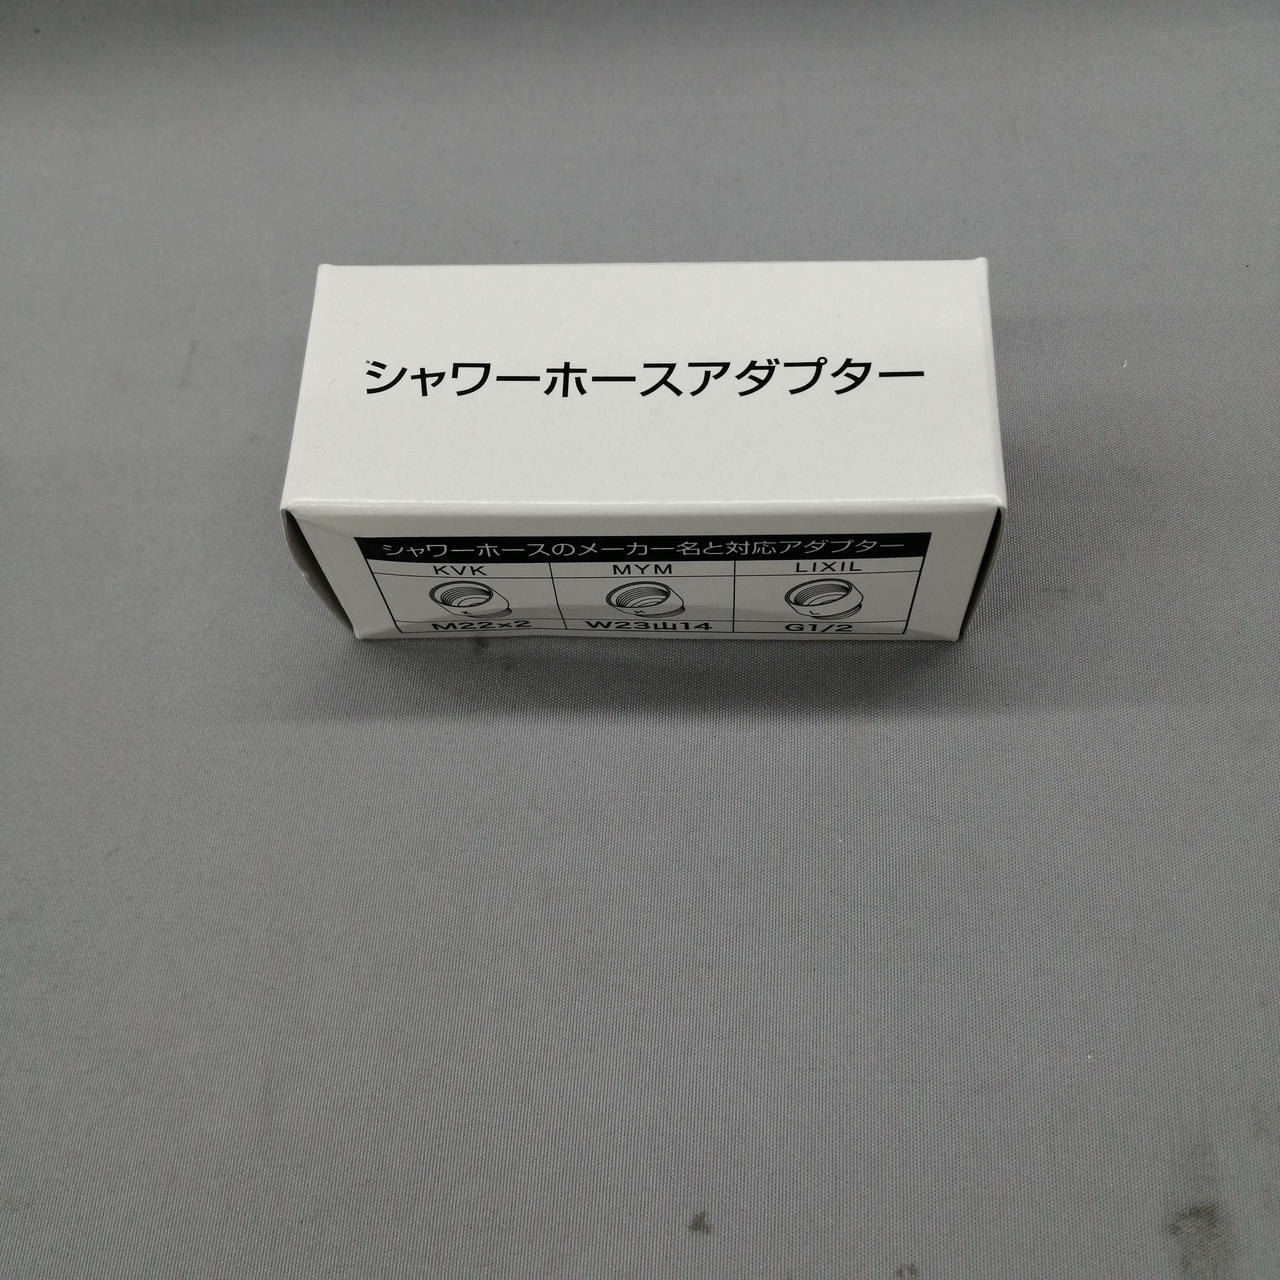 シャワーホースアダプター
シャワーホースのメーカー名と対応アダプター
KVK MYM LIXIL
M22×2 W23山14 G1/2